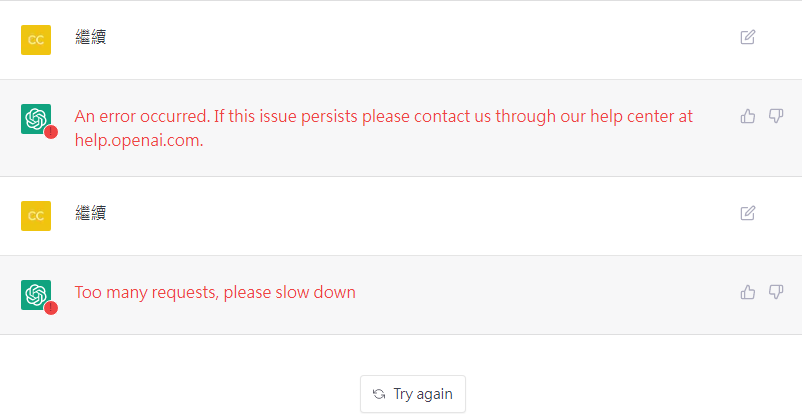 CC
繼續
An error occurred. If this issue persists please contact us through our help center at
help.openai.com.
CC
繼續
Too many requests, please slow down
Try again